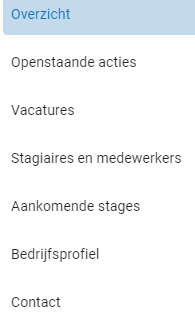 Overzicht
Openstaande acties
Vacatures
Stagiaires en medewerkers
Aankomende stages
Bedrijfsprofiel
Contact